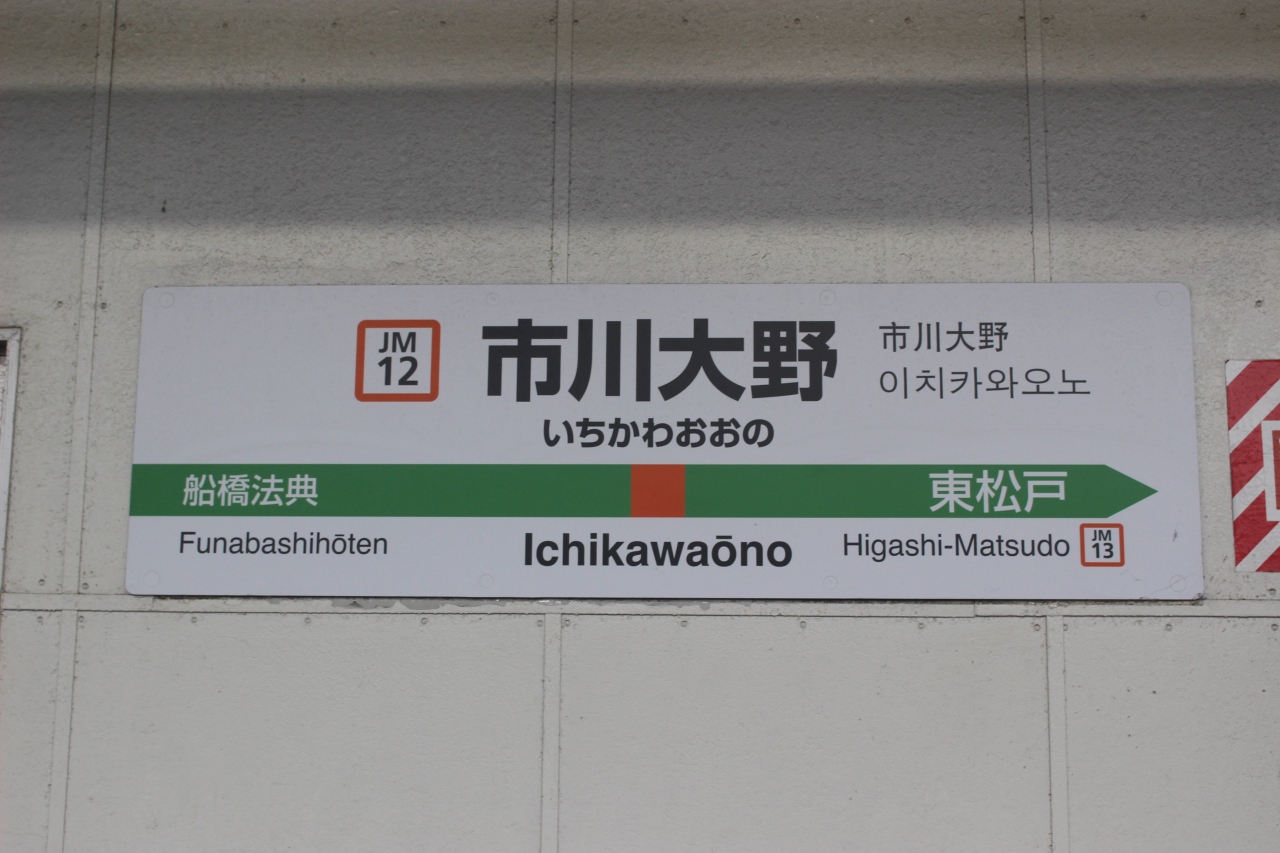 JM
12
市川大野
市川大野
이치카와오노
いちかわおおの
船橋法典
東松戸
Funabashihōten
Ichikawaōno
Higashi-Matsudo
JM
13